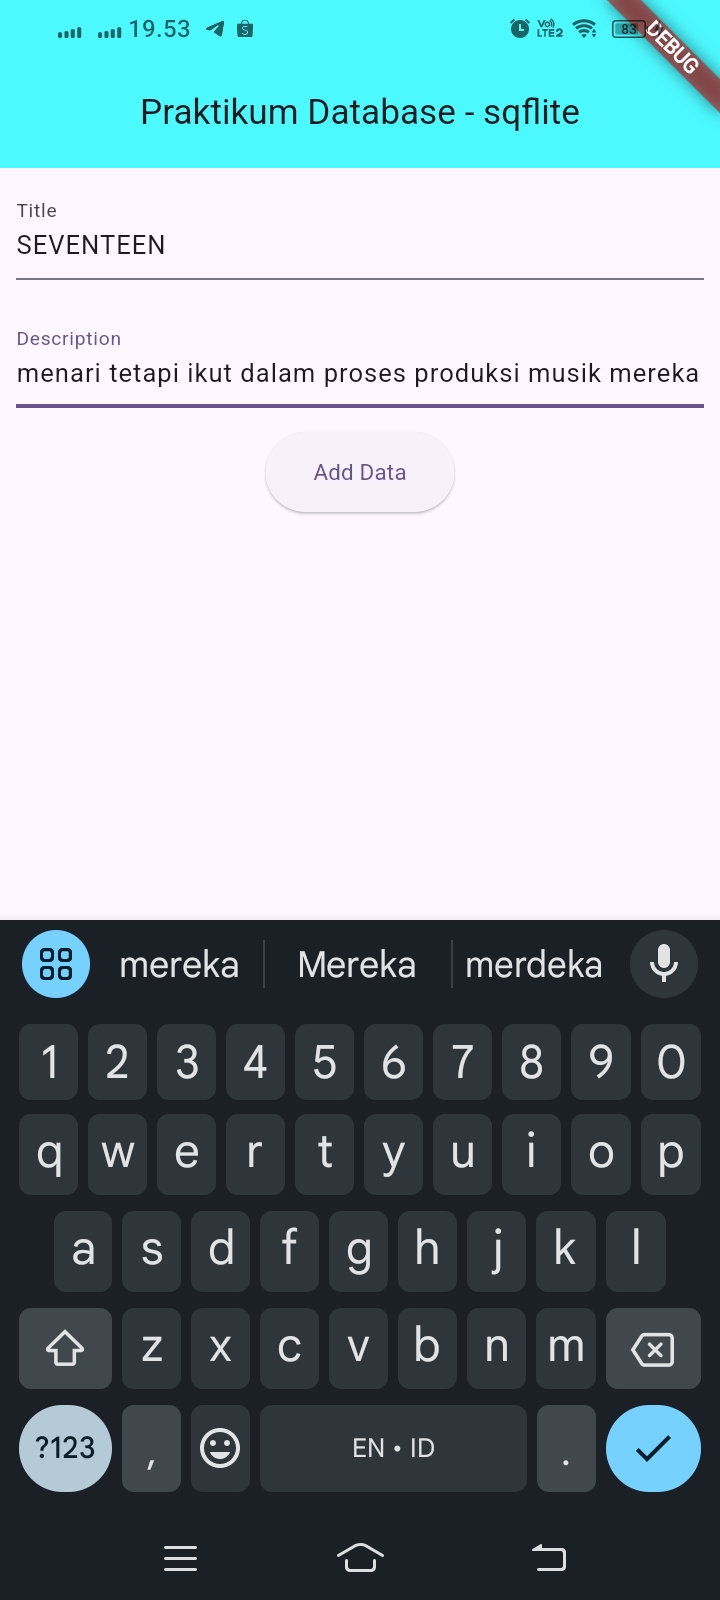 19.53
Vo)) LTE2
83
DEBUG
Praktikum Database - sqflite
Title
SEVENTEEN
Description
menari tetapi ikut dalam proses produksi musik mereka
Add Data
mereka Mereka merdeka
1 2 3 4 5 6 7 8 9 0
q w e r t y u i o p
a s d f g h j k l
z x c v b n m
?123 , EN • ID .